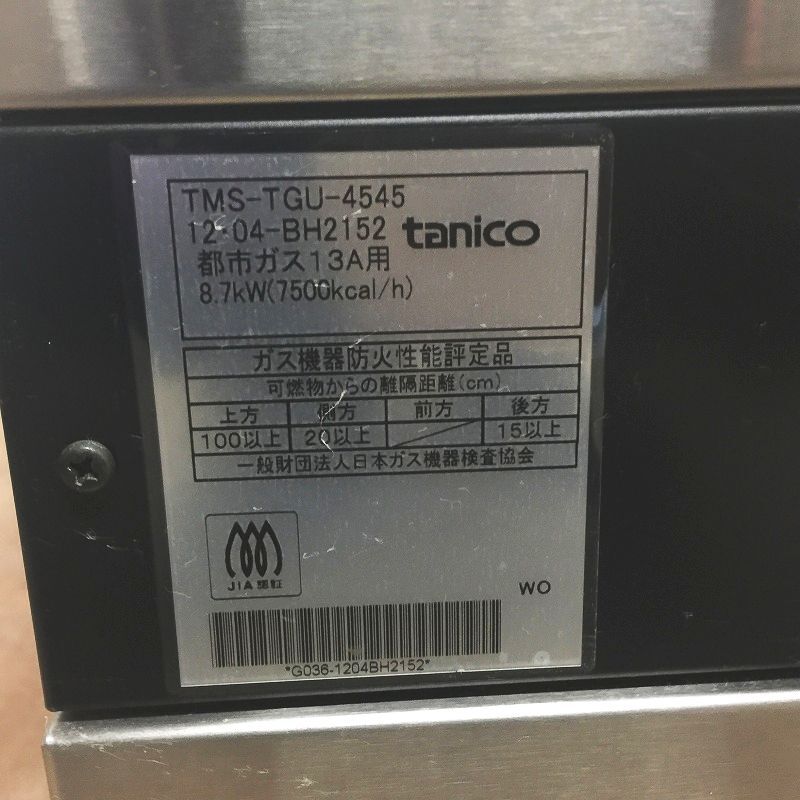 TMS-TGU-4545
12・04-BH2152 tanico
都市ガス13A用
8.7kW(7500kcal/h)
ガス機器防火性能評定品
可燃物からの離隔距離(cm)
上方 側方 前方 後方
100以上 20以上 15以上
一般財団法人日本ガス機器検査協会
JIA 認証
WO
*G036-1204BH2152*